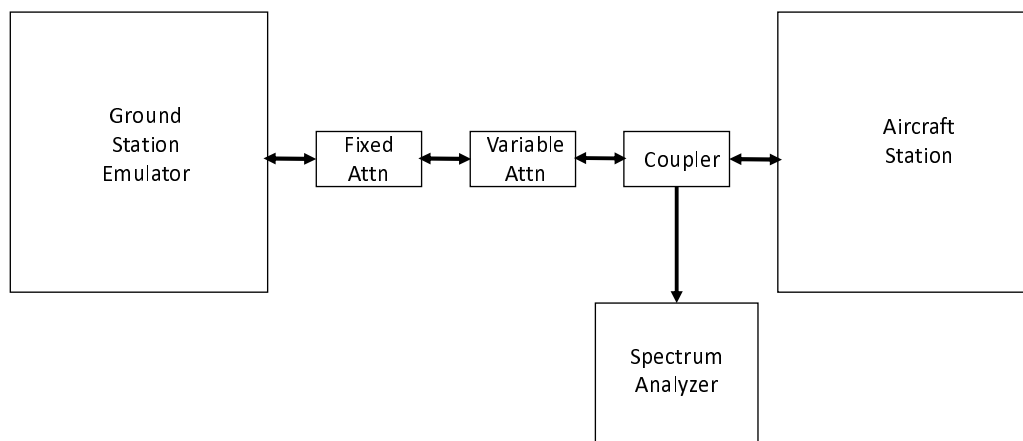 Ground
Station
Emulator
Fixed
Attn
Variable
Attn
Coupler
Aircraft
Station
Spectrum
Analyzer